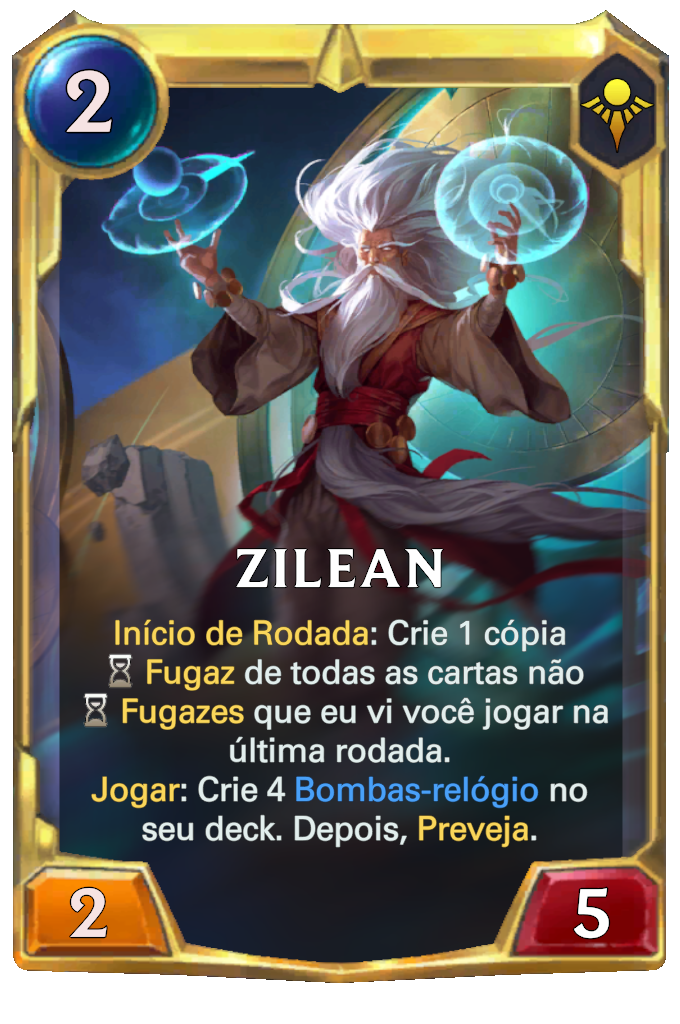 2
ZILEAN
Início de Rodada: Crie 1 cópia
Fugaz de todas as cartas não
Fugazes que eu vi você jogar na
última rodada.
Jogar: Crie 4 Bombas-relógio no
seu deck. Depois, Preveja.
2
5